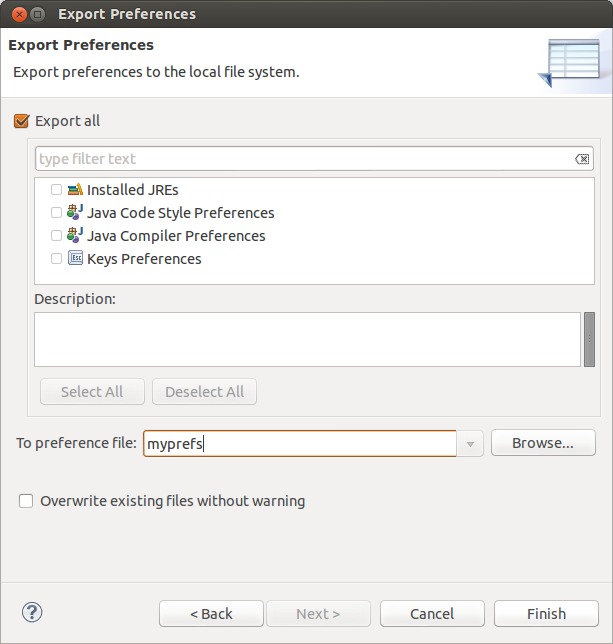 Export Preferences
Export Preferences
Export preferences to the local file system.
Export all
type filter text
Installed JREs
Java Code Style Preferences
Java Compiler Preferences
Esc Keys Preferences
Description:
Select All Deselect All
To preference file: myprefs Browse...
Overwrite existing files without warning
? < Back Next > Cancel Finish